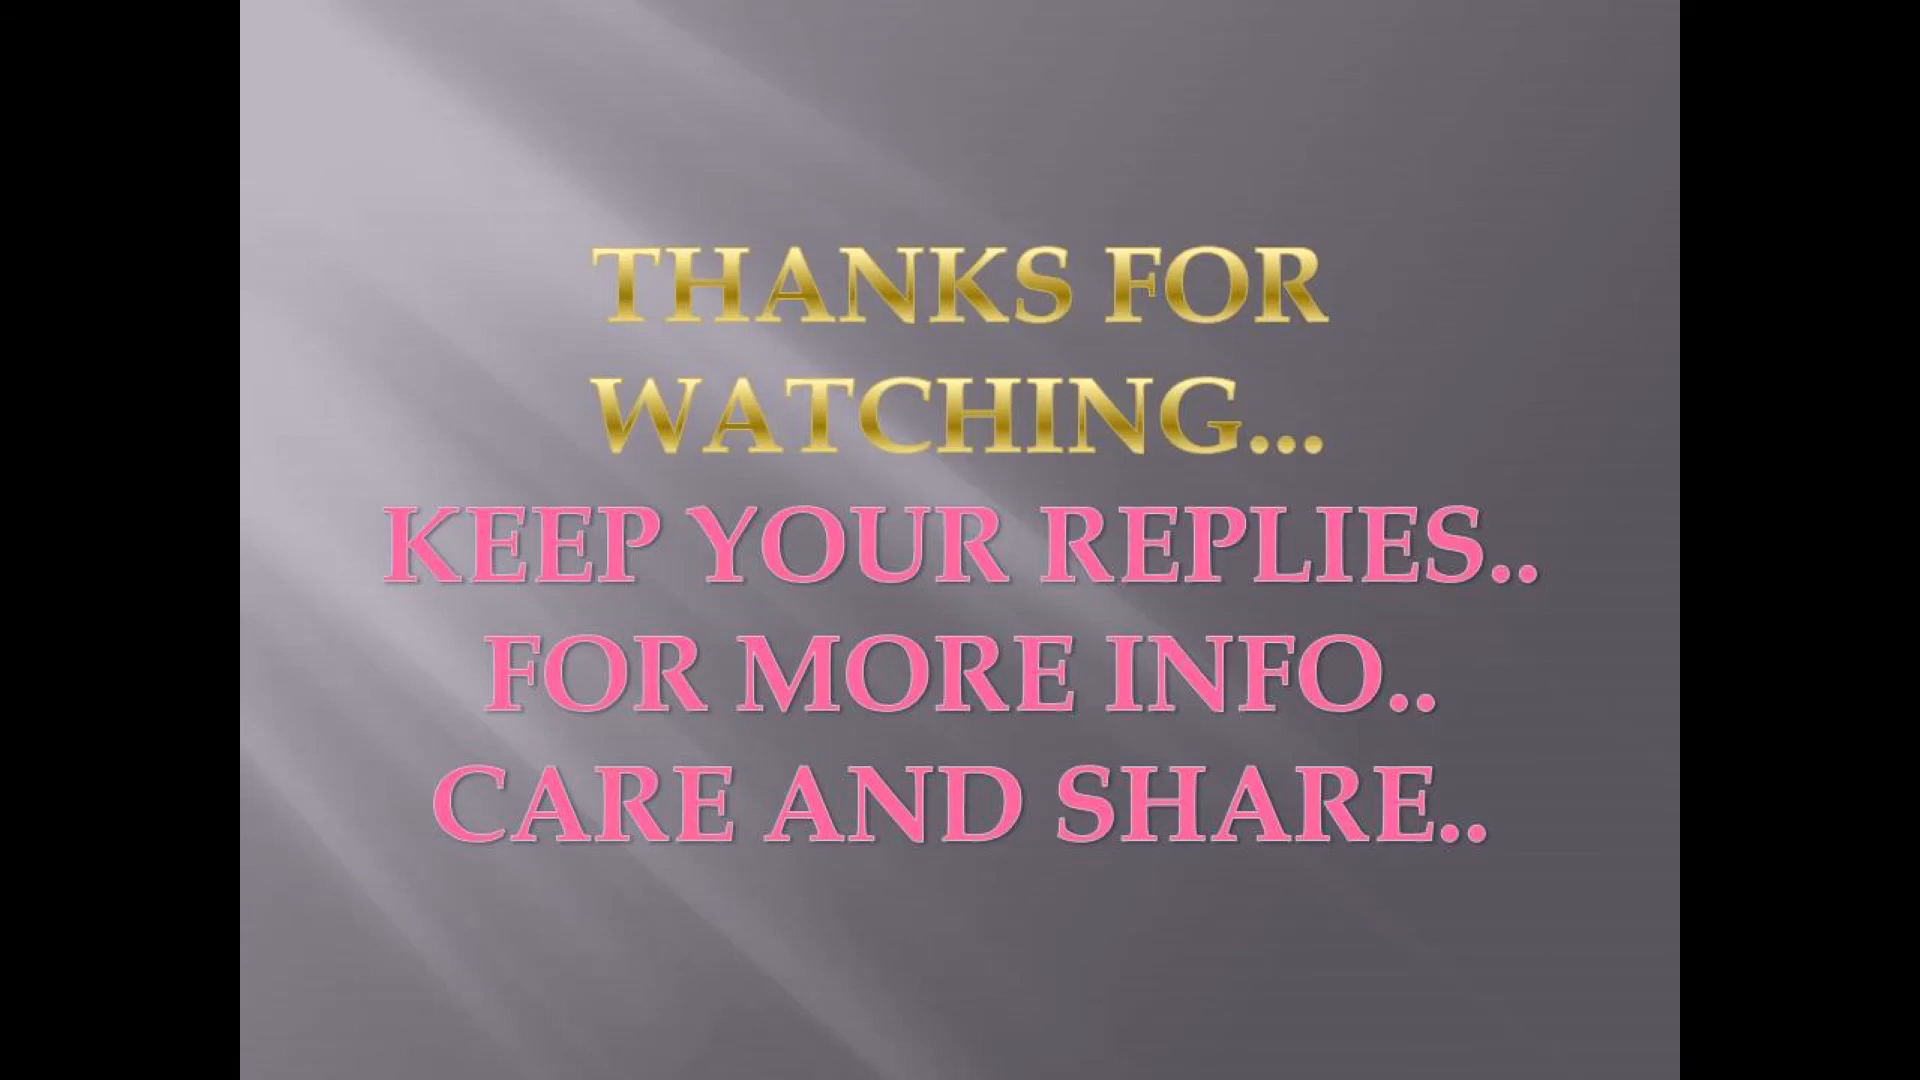 THANKS FOR
WATCHING...
KEEP YOUR REPLIES..
FOR MORE INFO..
CARE AND SHARE..